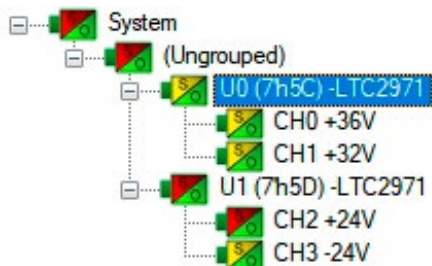 System
(Ungrouped)
U0 (7h5C) -LTC2971
CH0 +36V
CH1 +32V
U1 (7h5D) -LTC2971
CH2 +24V
CH3 -24V